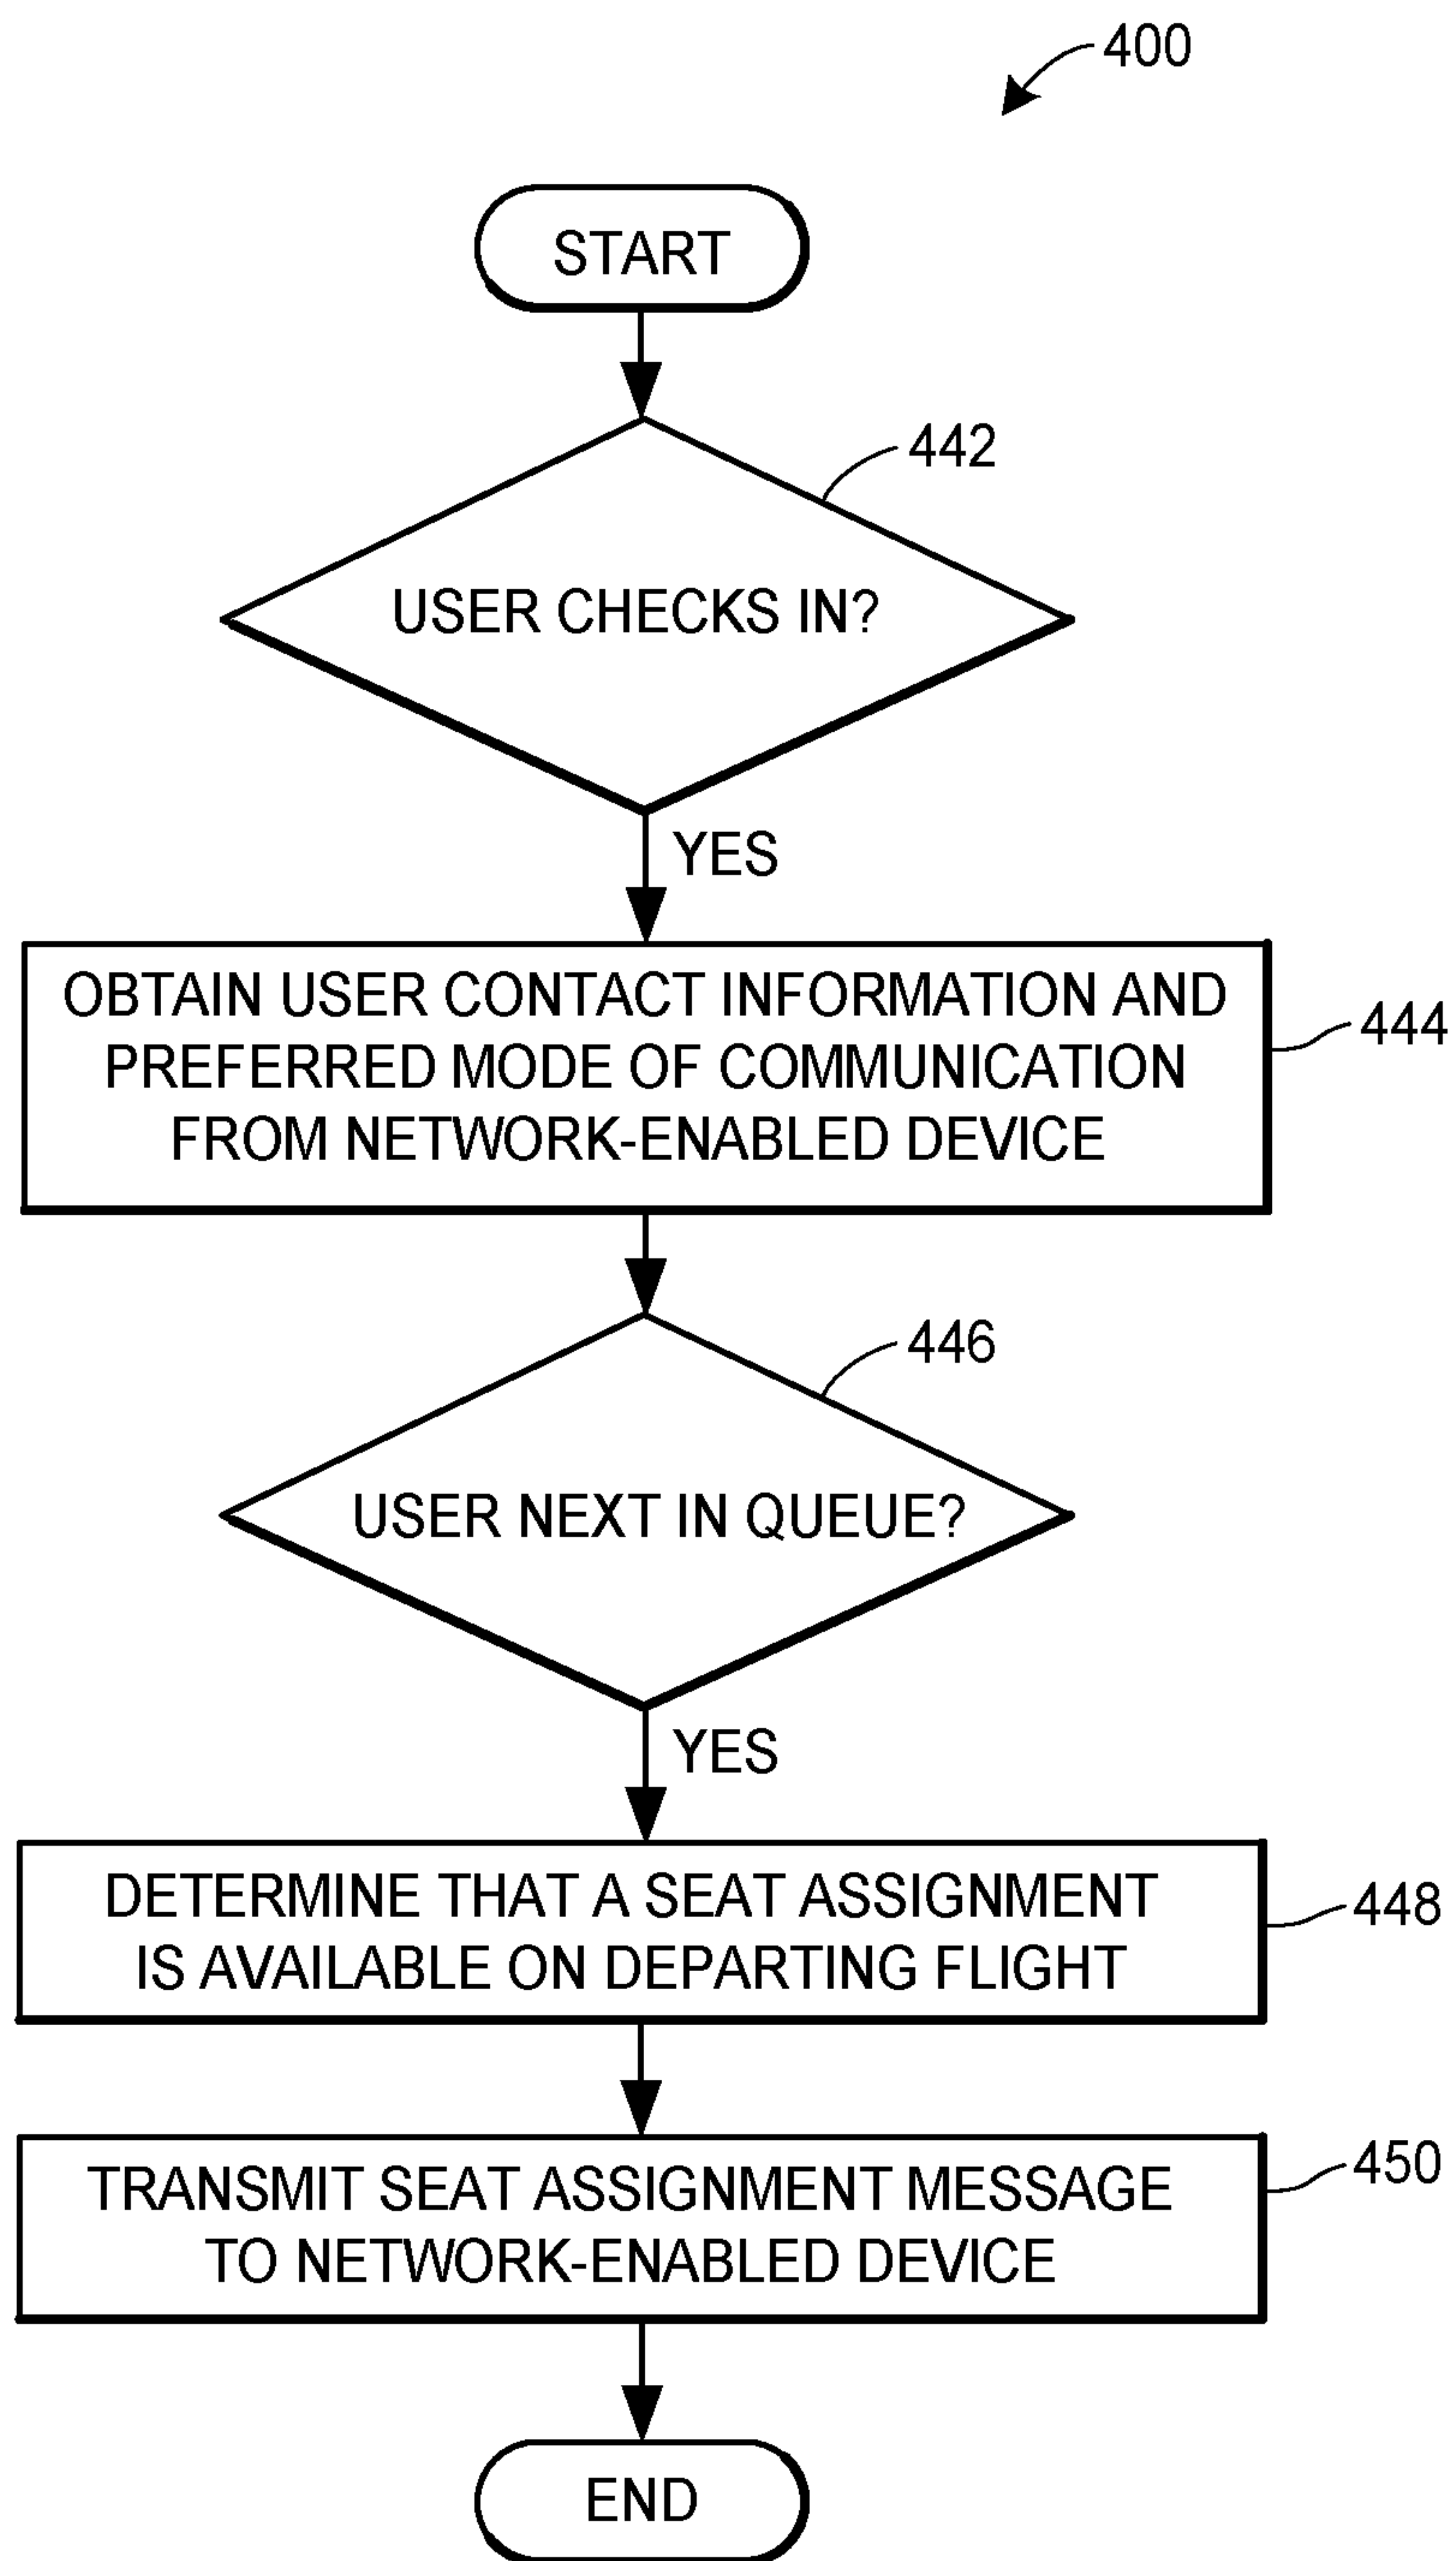 400
START
442
USER CHECKS IN?
YES
OBTAIN USER CONTACT INFORMATION AND
PREFERRED MODE OF COMMUNICATION
FROM NETWORK-ENABLED DEVICE
444
446
USER NEXT IN QUEUE?
YES
DETERMINE THAT A SEAT ASSIGNMENT
IS AVAILABLE ON DEPARTING FLIGHT
448
TRANSMIT SEAT ASSIGNMENT MESSAGE
TO NETWORK-ENABLED DEVICE
450
END